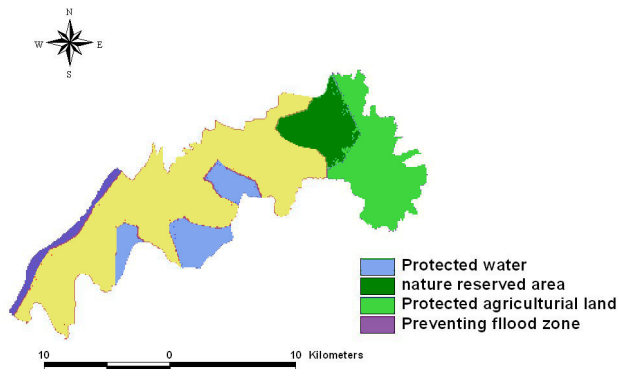 N
W E
S
Protected water
nature reserved area
Protected agriculturial land
Preventing fllood zone
10 0 10 Kilometers